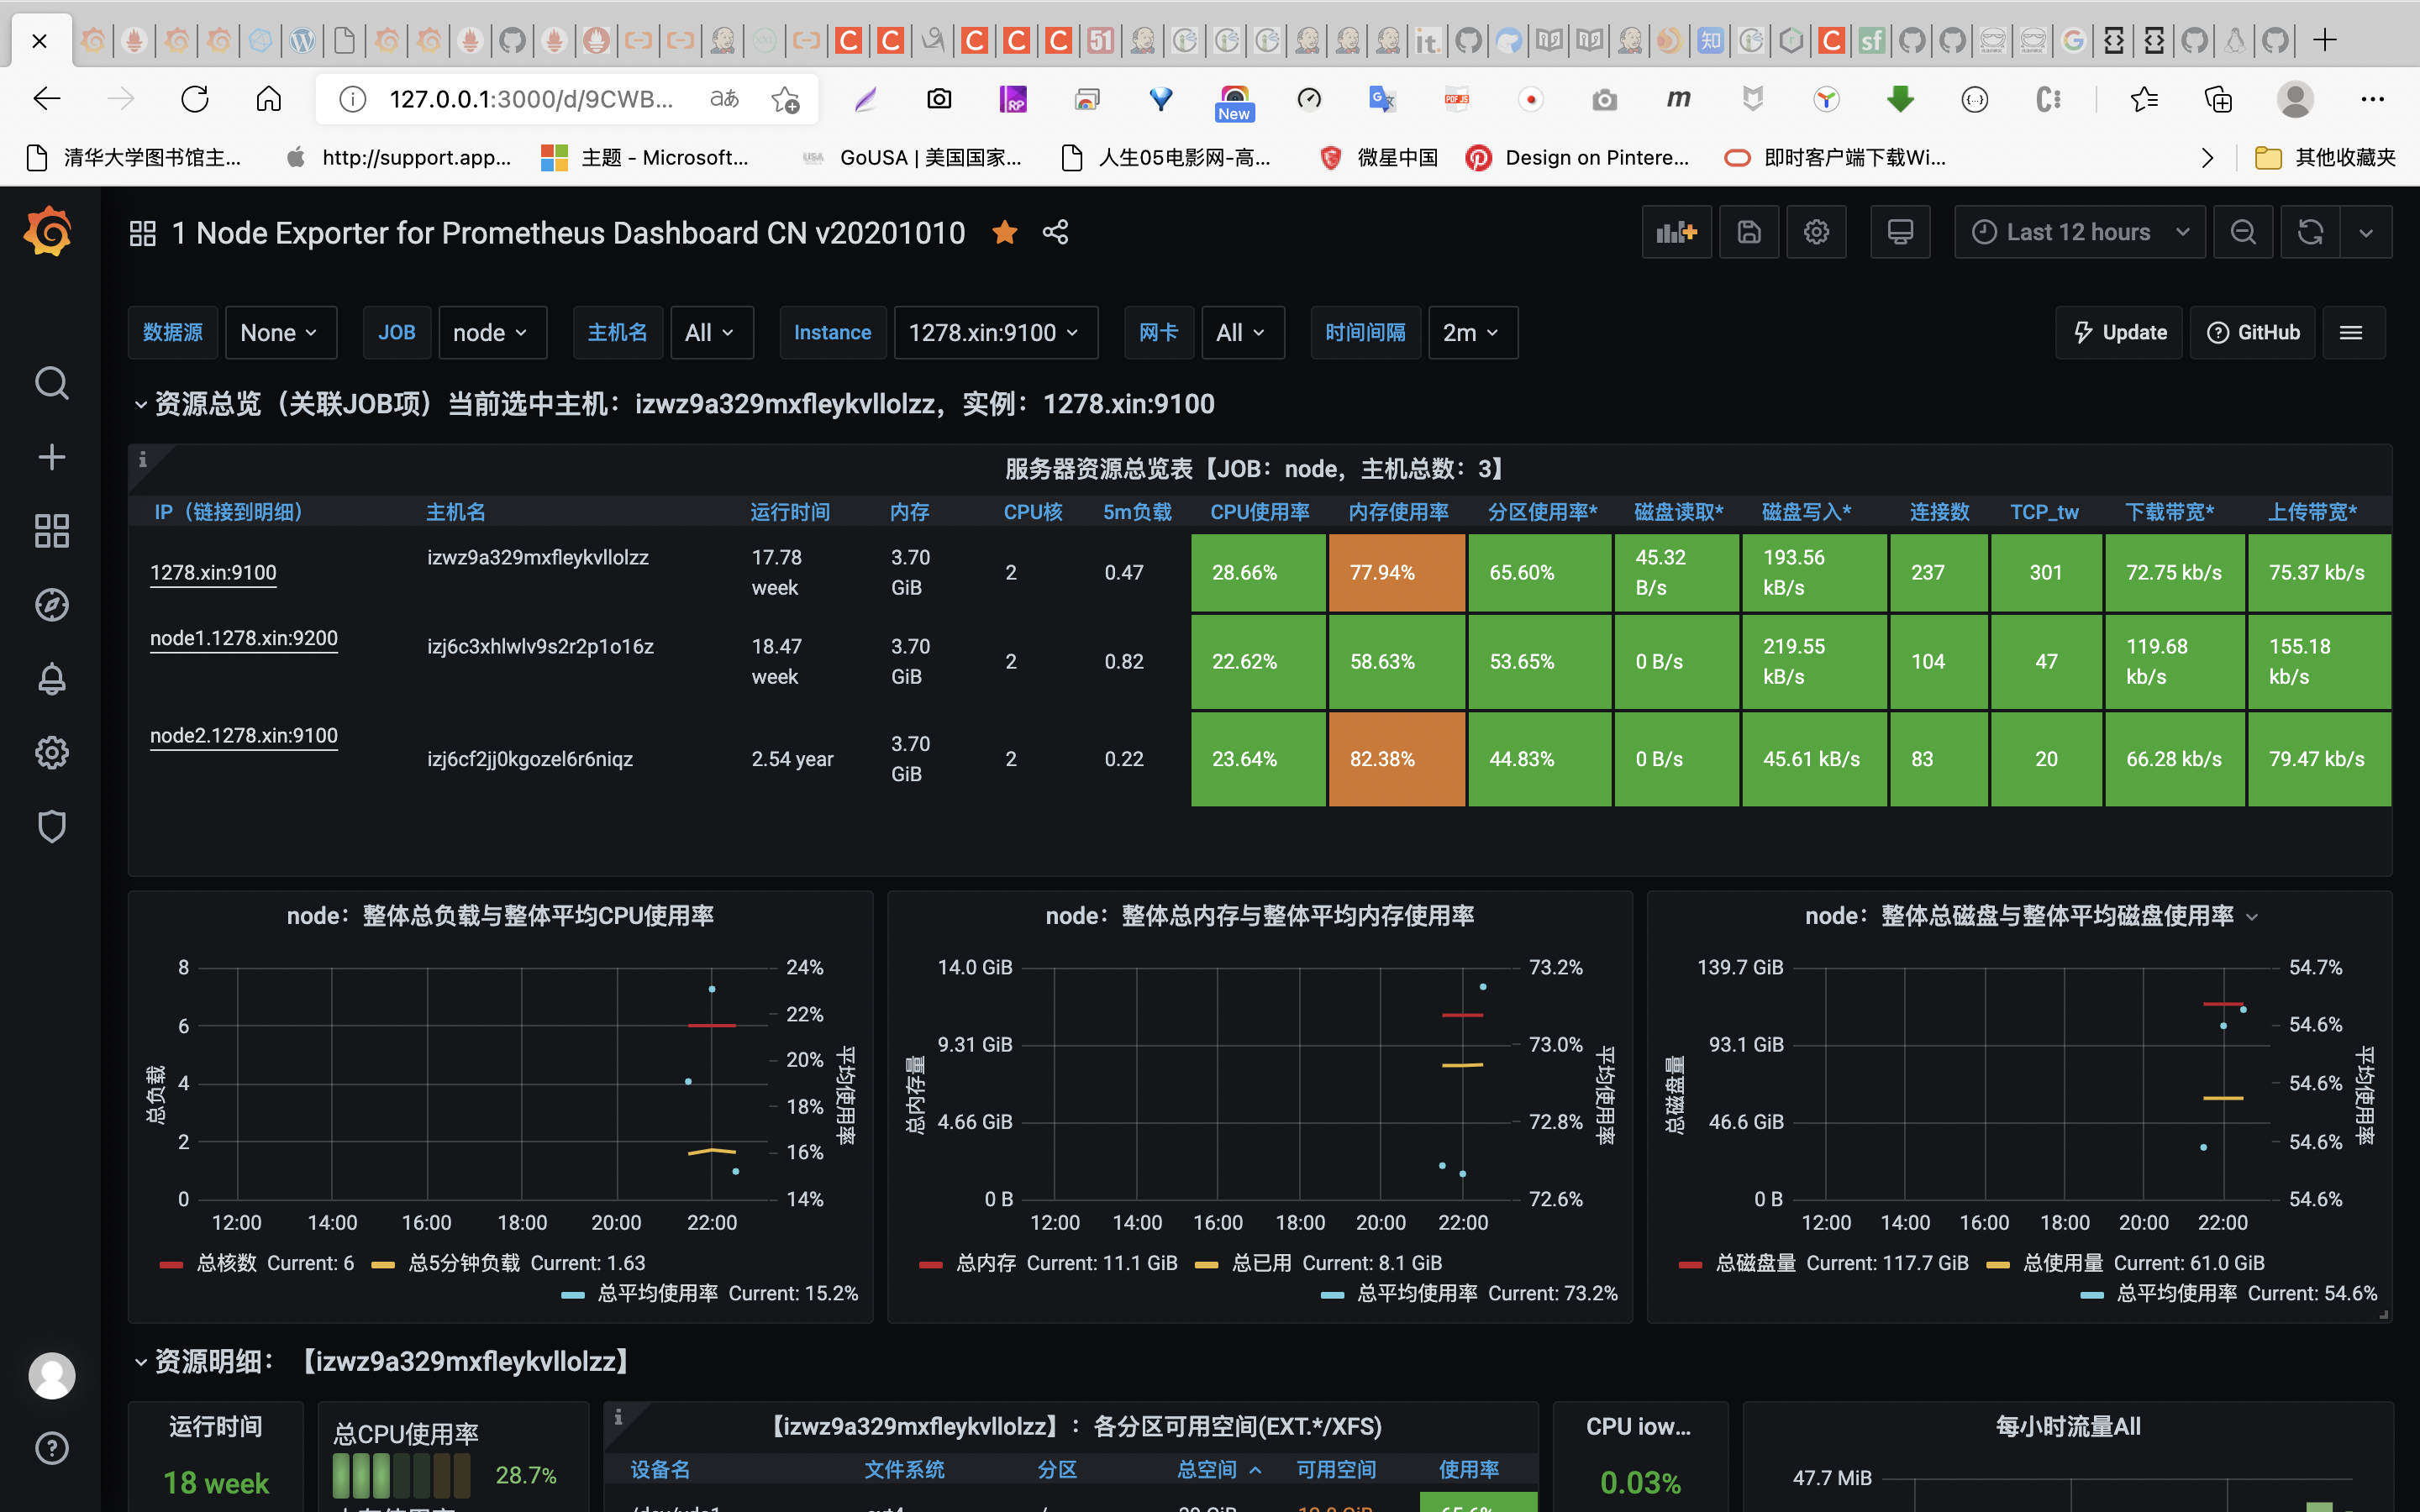 127.0.0.1:3000/d/9CWB...
aあ
New
清华大学图书馆主...
http://support.app...
主题 - Microsoft...
GoUSA | 美国国家...
人生05电影网-高...
微星中国
Design on Pintere...
即时客户端下载Wi...
其他收藏夹
1 Node Exporter for Prometheus Dashboard CN v20201010
Last 12 hours
数据源 None JOB node 主机名 All Instance 1278.xin:9100 网卡 All 时间间隔 2m
Update GitHub
资源总览（关联JOB项）当前选中主机：izwz9a329mxfleykvllolzz，实例：1278.xin:9100
服务器资源总览表【JOB：node，主机总数：3】
IP（链接到明细） 主机名 运行时间 内存 CPU核 5m负载 CPU使用率 内存使用率 分区使用率* 磁盘读取* 磁盘写入* 连接数 TCP_tw 下载带宽* 上传带宽*
1278.xin:9100 izwz9a329mxfleykvllolzz 17.78 week 3.70 GiB 2 0.47 28.66% 77.94% 65.60% 45.32 B/s 193.56 kB/s 237 301 72.75 kb/s 75.37 kb/s
node1.1278.xin:9200 izj6c3xhlwlv9s2r2p1o16z 18.47 week 3.70 GiB 2 0.82 22.62% 58.63% 53.65% 0 B/s 219.55 kB/s 104 47 119.68 kb/s 155.18 kb/s
node2.1278.xin:9100 izj6cf2jj0kgozel6r6niqz 2.54 year 3.70 GiB 2 0.22 23.64% 82.38% 44.83% 0 B/s 45.61 kB/s 83 20 66.28 kb/s 79.47 kb/s
node：整体总负载与整体平均CPU使用率
8
6
4
2
0
总负载
24%
22%
20%
18%
16%
14%
平均使用率
12:00 14:00 16:00 18:00 20:00 22:00
总核数 Current: 6 总5分钟负载 Current: 1.63
总平均使用率 Current: 15.2%
node：整体总内存与整体平均内存使用率
14.0 GiB
9.31 GiB
4.66 GiB
0 B
总内存量
73.2%
73.0%
72.8%
72.6%
平均使用率
12:00 14:00 16:00 18:00 20:00 22:00
总内存 Current: 11.1 GiB 总已用 Current: 8.1 GiB
总平均使用率 Current: 73.2%
node：整体总磁盘与整体平均磁盘使用率
139.7 GiB
93.1 GiB
46.6 GiB
0 B
总磁盘量
54.7%
54.6%
54.6%
54.6%
54.6%
平均使用率
12:00 14:00 16:00 18:00 20:00 22:00
总磁盘量 Current: 117.7 GiB 总使用量 Current: 61.0 GiB
总平均使用率 Current: 54.6%
资源明细：【izwz9a329mxfleykvllolzz】
运行时间
18 week
总CPU使用率
28.7%
【izwz9a329mxfleykvllolzz】：各分区可用空间(EXT.*/XFS)
设备名 文件系统 分区 总空间 可用空间 使用率
CPU iow...
0.03%
每小时流量All
47.7 MiB